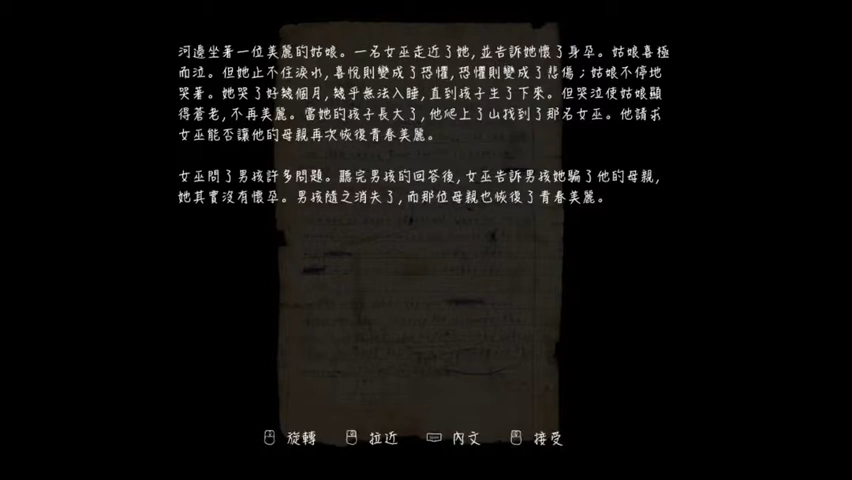 河邊坐著一位美麗的姑娘。一名女巫走近了她,並告訴她懷了身孕。姑娘喜極
而泣。但她止不住淚水,喜悅則變成了恐懼,恐懼則變成了悲傷;姑娘不停地
哭著。她哭了好幾個月,幾乎無法入睡,直到孩子生了下來。但哭泣使姑娘顯
得蒼老,不再美麗。當她的孩子長大了,他爬上了山找到了那名女巫。他請求
女巫能否讓他的母親再次恢復青春美麗。
女巫問了男孩許多問題。聽完男孩的回答後,女巫告訴男孩她騙了他的母親,
她其實沒有懷孕。男孩隨之消失了,而那位母親也恢復了青春美麗。
旋轉 拉近 內文 接受